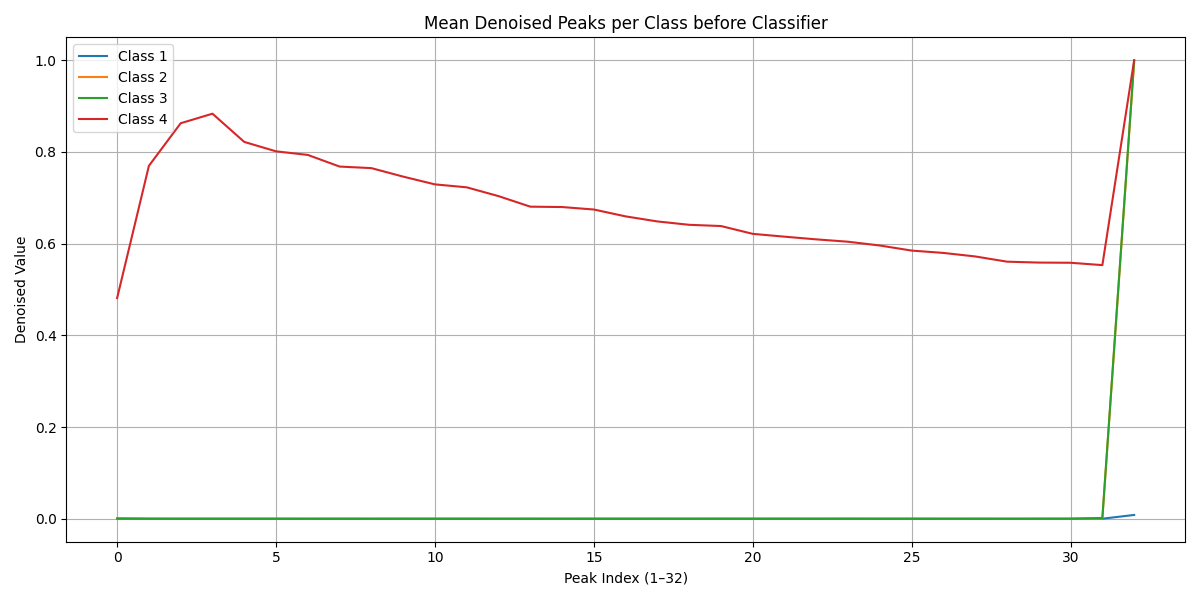 Mean Denoised Peaks per Class before Classifier
Class 1
Class 2
Class 3
Class 4
Denoised Value
1.0
0.8
0.6
0.4
0.2
0.0
0 5 10 15 20 25 30
Peak Index (1–32)